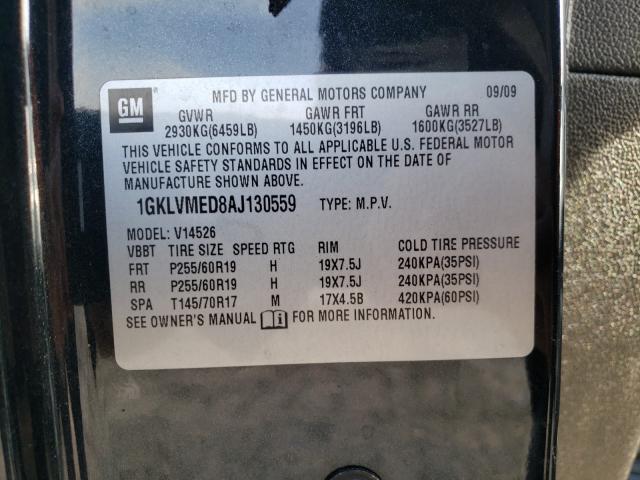 GM
MFD BY GENERAL MOTORS COMPANY 09/09
GVWR GAWR FRT GAWR RR
2930KG(6459LB) 1450KG(3196LB) 1600KG(3527LB)
THIS VEHICLE CONFORMS TO ALL APPLICABLE U.S. FEDERAL MOTOR
VEHICLE SAFETY STANDARDS IN EFFECT ON THE DATE OF
MANUFACTURE SHOWN ABOVE.
1GKLVMED8AJ130559 TYPE: M.P.V.
MODEL: V14526
VBBT TIRE SIZE SPEED RTG RIM COLD TIRE PRESSURE
FRT P255/60R19 H 19X7.5J 240KPA(35PSI)
RR P255/60R19 H 19X7.5J 240KPA(35PSI)
SPA T145/70R17 M 17X4.5B 420KPA(60PSI)
SEE OWNER'S MANUAL FOR MORE INFORMATION.